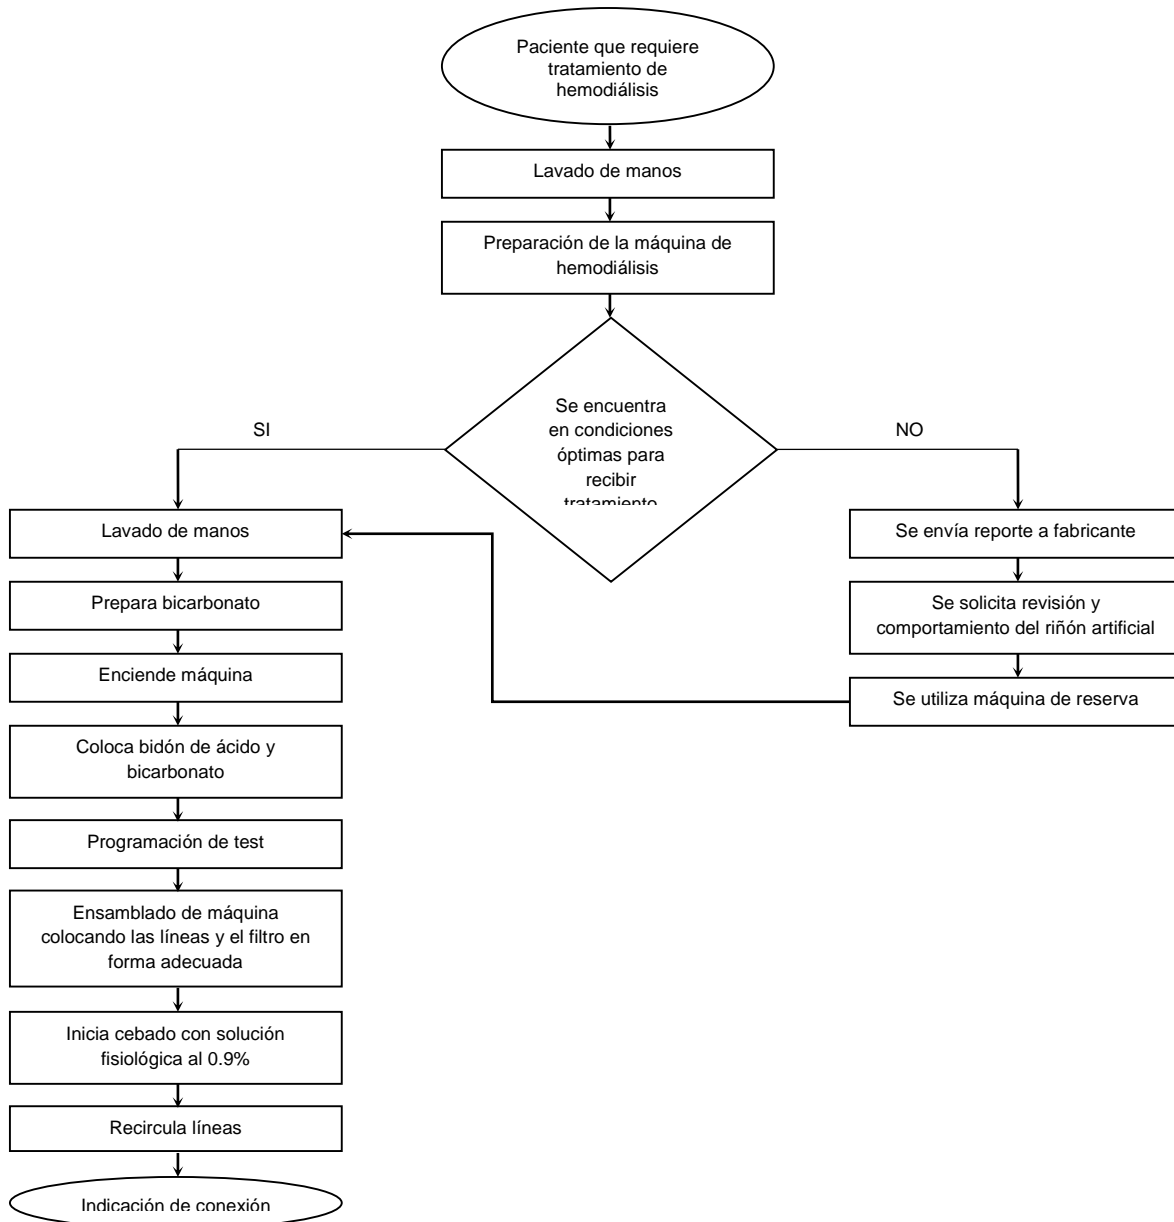 Paciente que requiere
tratamiento de
hemodiálisis
Lavado de manos
Preparación de la máquina de
hemodiálisis
Se encuentra
en condiciones
óptimas para
recibir
tratamiento
SI
NO
Lavado de manos
Prepara bicarbonato
Enciende máquina
Coloca bidón de ácido y
bicarbonato
Programación de test
Ensamblado de máquina
colocando las líneas y el filtro en
forma adecuada
Inicia cebado con solución
fisiológica al 0.9%
Recircula líneas
Indicación de conexión
Se envía reporte a fabricante
Se solicita revisión y
comportamiento del riñón artificial
Se utiliza máquina de reserva